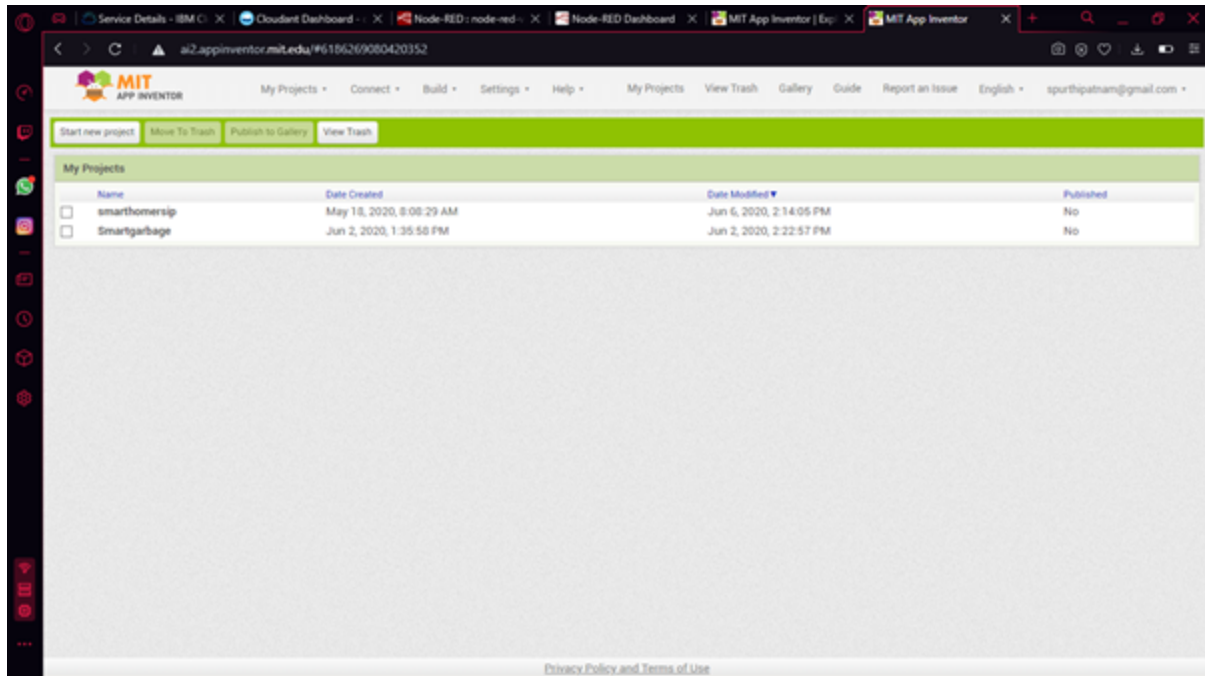 Service Details - IBM Cl
Cloudant Dashboard -
Node-RED : node-red-
Node-RED Dashboard
MIT App Inventor | Exp
MIT App Inventor
ai2.appinventor.mit.edu/#6186269080420352
MIT
APP INVENTOR
My Projects Connect Build Settings Help My Projects View Trash Gallery Guide Report an Issue English spurthipatnam@gmail.com
Start new project Move To Trash Publish to Gallery View Trash
My Projects
Name Date Created Date Modified▼ Published
smarthomersip May 18, 2020, 8:08:29 AM Jun 6, 2020, 2:14:05 PM No
Smartgarbage Jun 2, 2020, 1:35:58 PM Jun 2, 2020, 2:22:57 PM No
Privacy Policy and Terms of Use